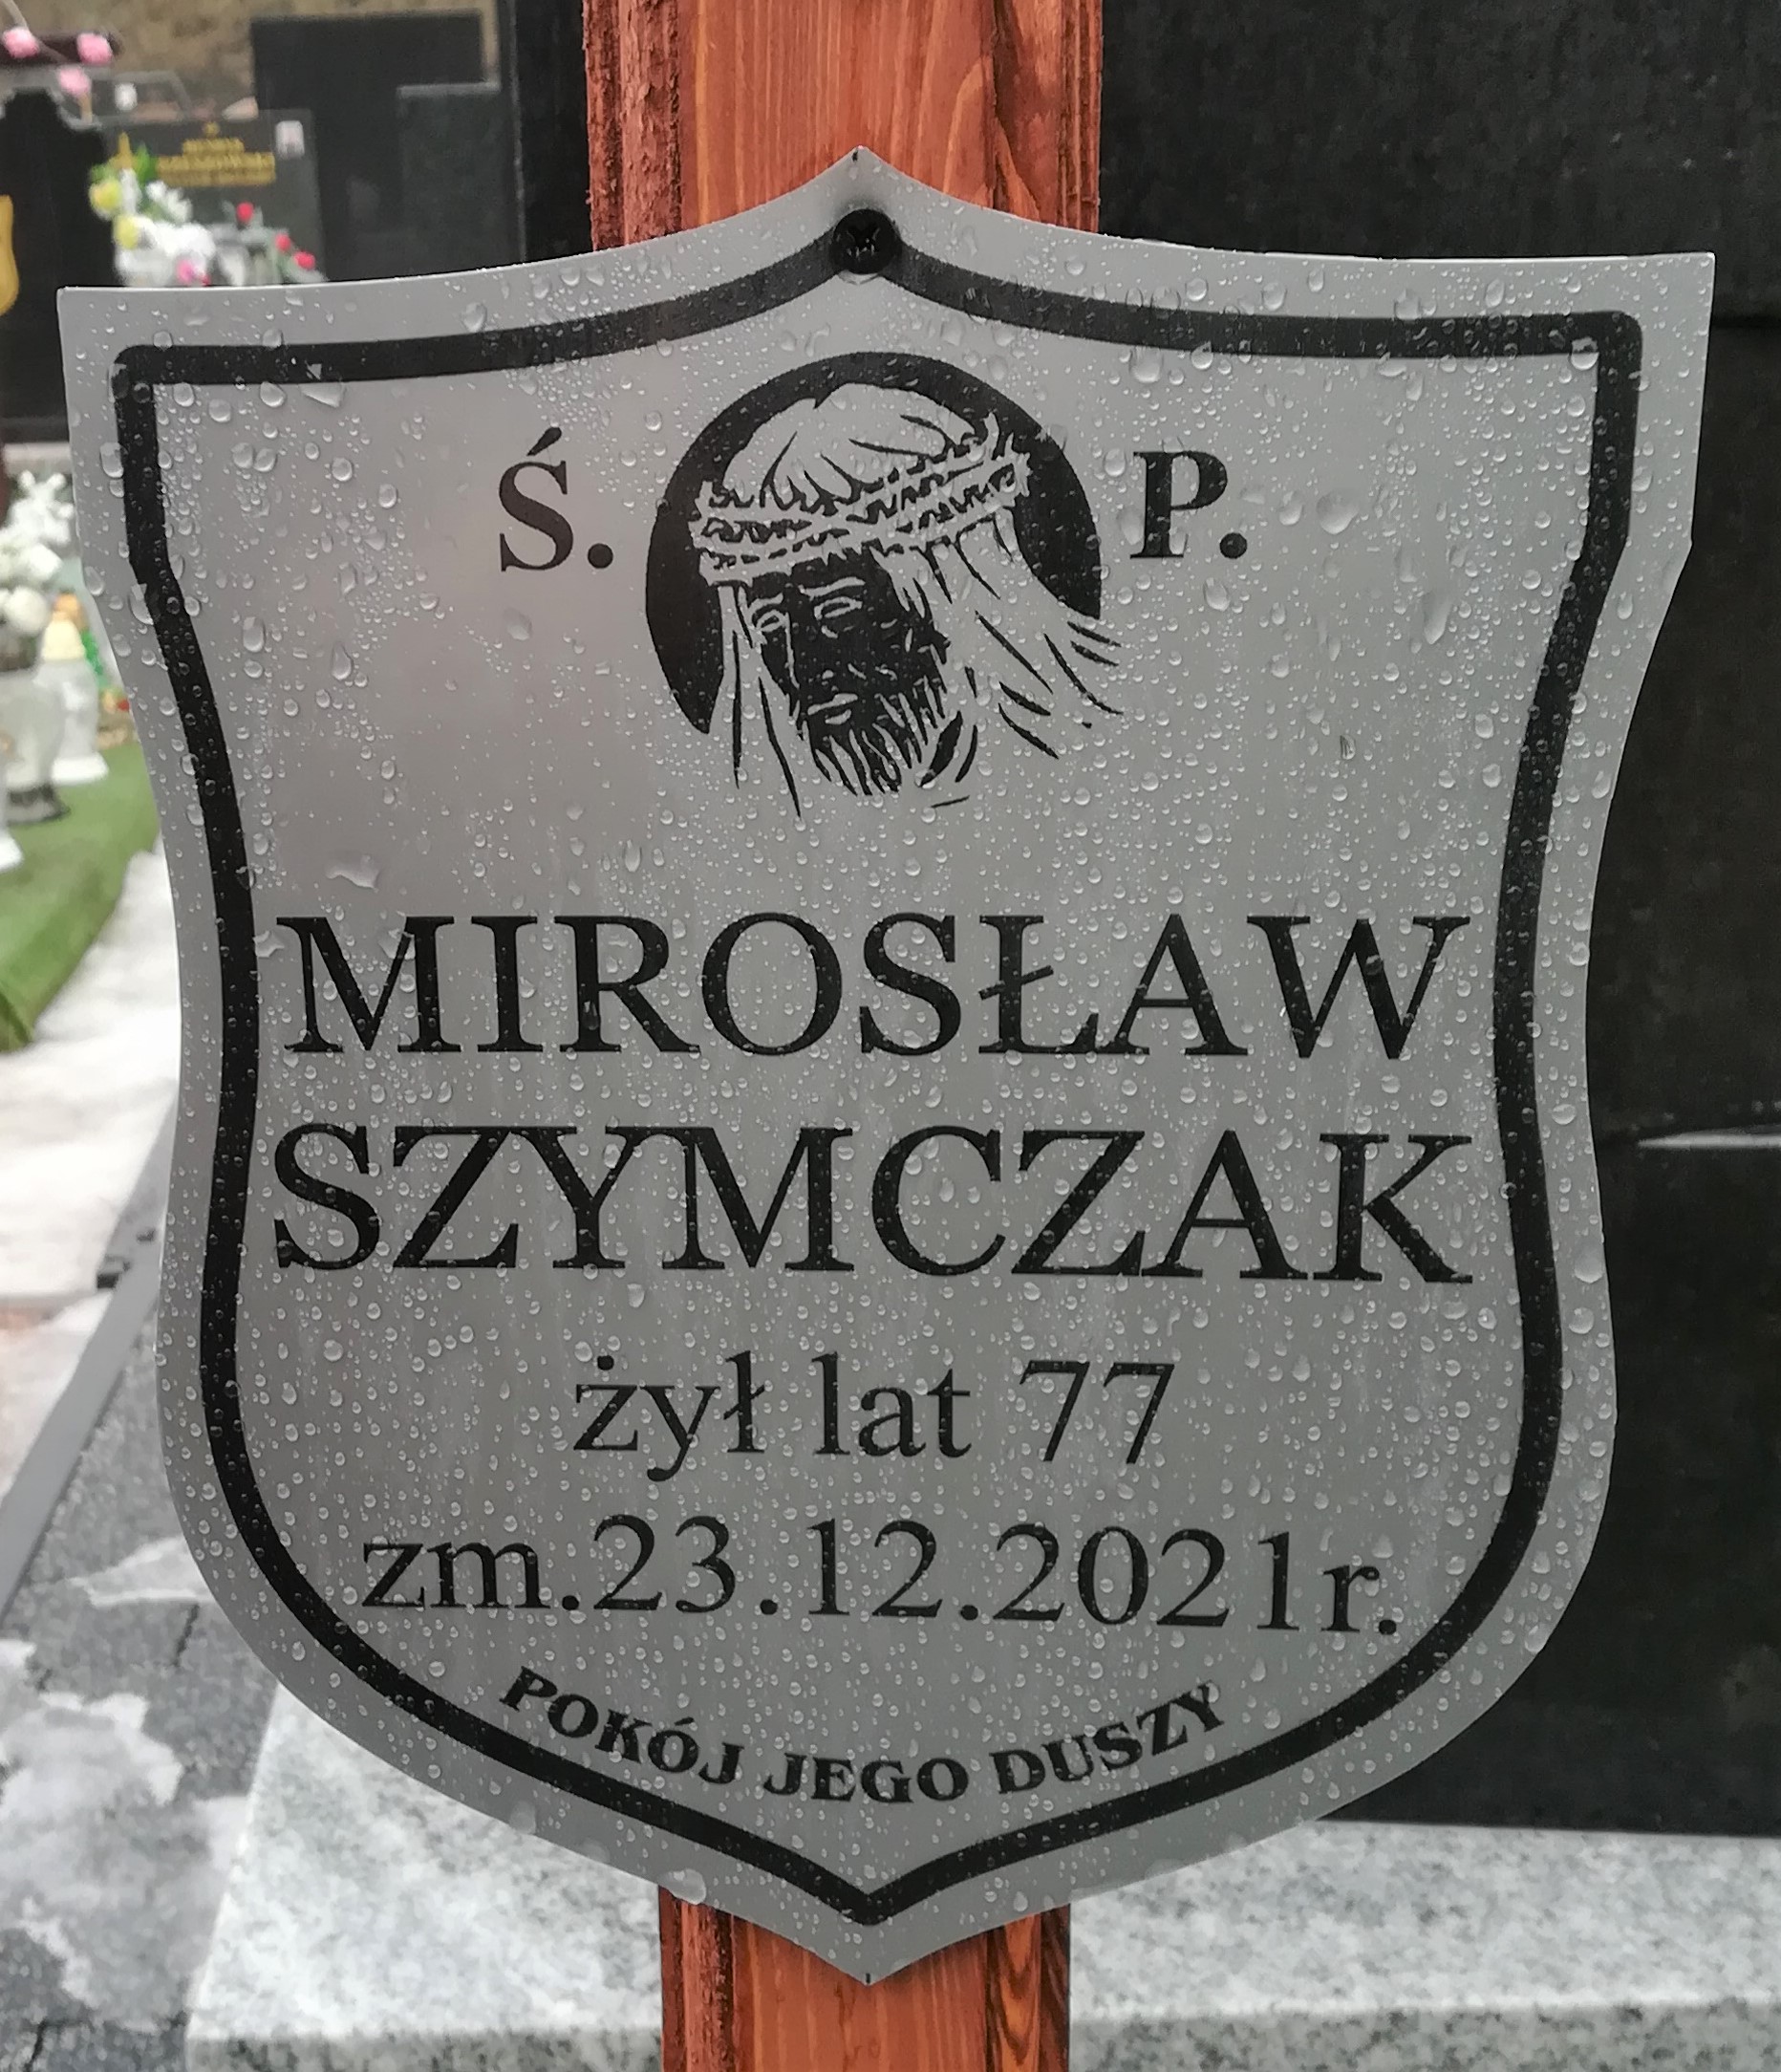 Ś. P.
MIROSŁAW
SZYMCZAK
żył lat 77
zm.23.12.2021r.
POKÓJ JEGO DUSZY